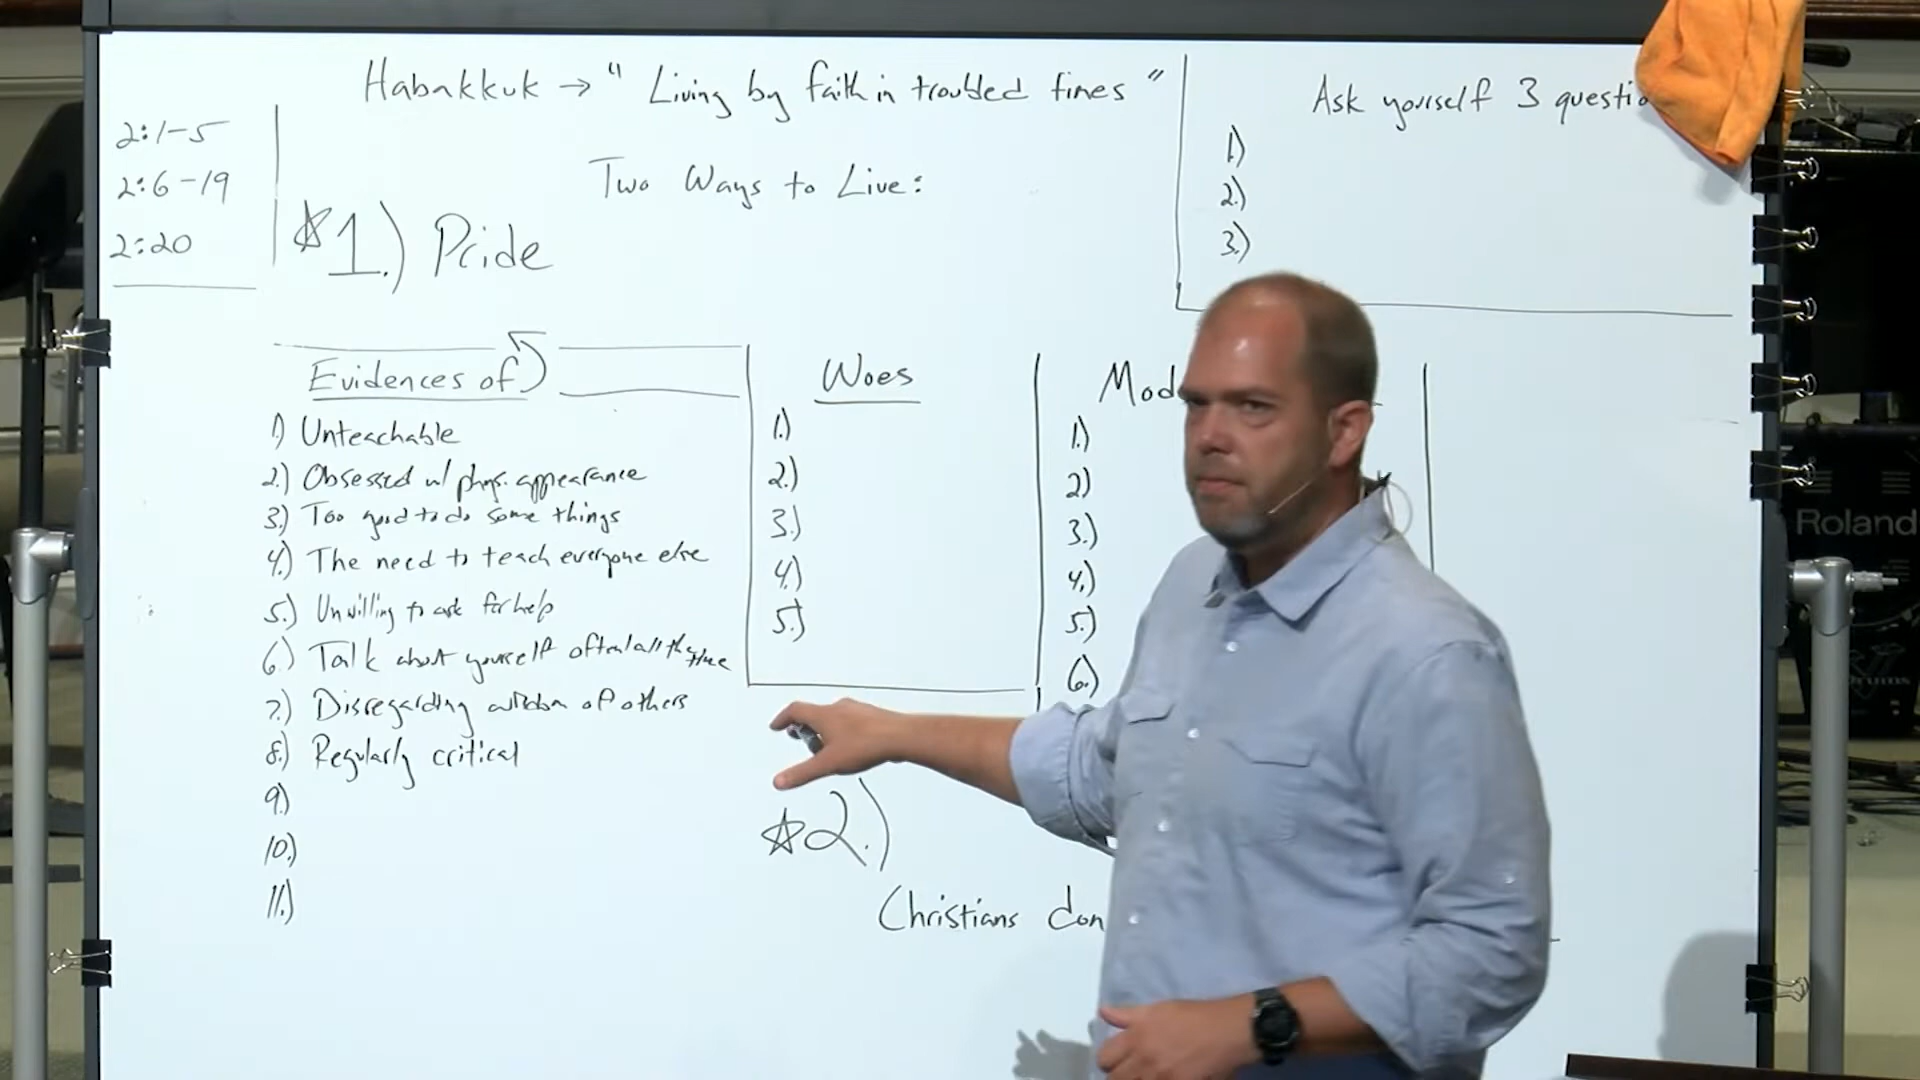 Habakkuk → "Living by faith in troubled times"
2:1-5
2:6-19
2:20
Two Ways to Live:
☆1.) Pride
Ask yourself 3 questio
1.)
2.)
3.)
Evidences of
1) Unteachable
2.) Obsessed w/ phys. appearance
3.) Too good to do some things
4.) The need to teach everyone else
5.) Unwilling to ask for help
6.) Talk about yourself often/all the time
7.) Disregarding wisdom of others
8.) Regularly critical
9.)
10.)
11.)
Woes
1.)
2.)
3.)
4.)
5.)
Mod
1.)
2)
3.)
4.)
5.)
6.)
☆2.)
Christians don
Roland